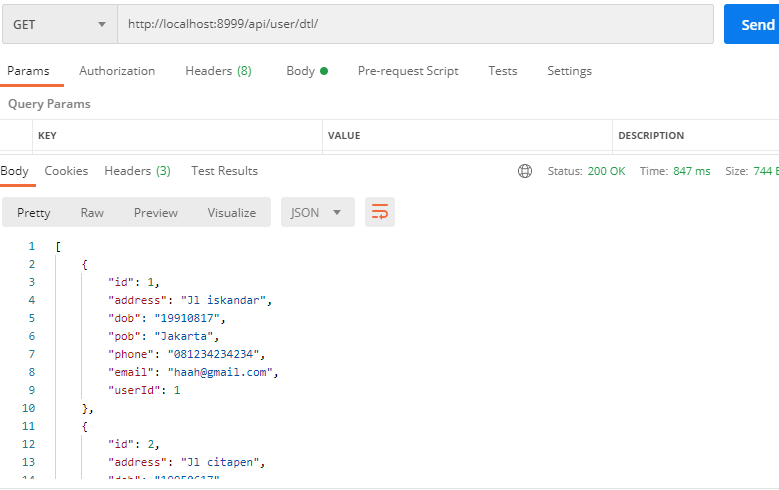 GET http://localhost:8999/api/user/dtl/ Send
Params Authorization Headers (8) Body Pre-request Script Tests Settings
Query Params
KEY VALUE DESCRIPTION
Body Cookies Headers (3) Test Results Status: 200 OK Time: 847 ms Size: 744
Pretty Raw Preview Visualize JSON
1 [
2 {
3 "id": 1,
4 "address": "Jl iskandar",
5 "dob": "19910817",
6 "pob": "Jakarta",
7 "phone": "081234234234",
8 "email": "haah@gmail.com",
9 "userId": 1
10 },
11 {
12 "id": 2,
13 "address": "Jl citapen",
14 "dob": "19950617"